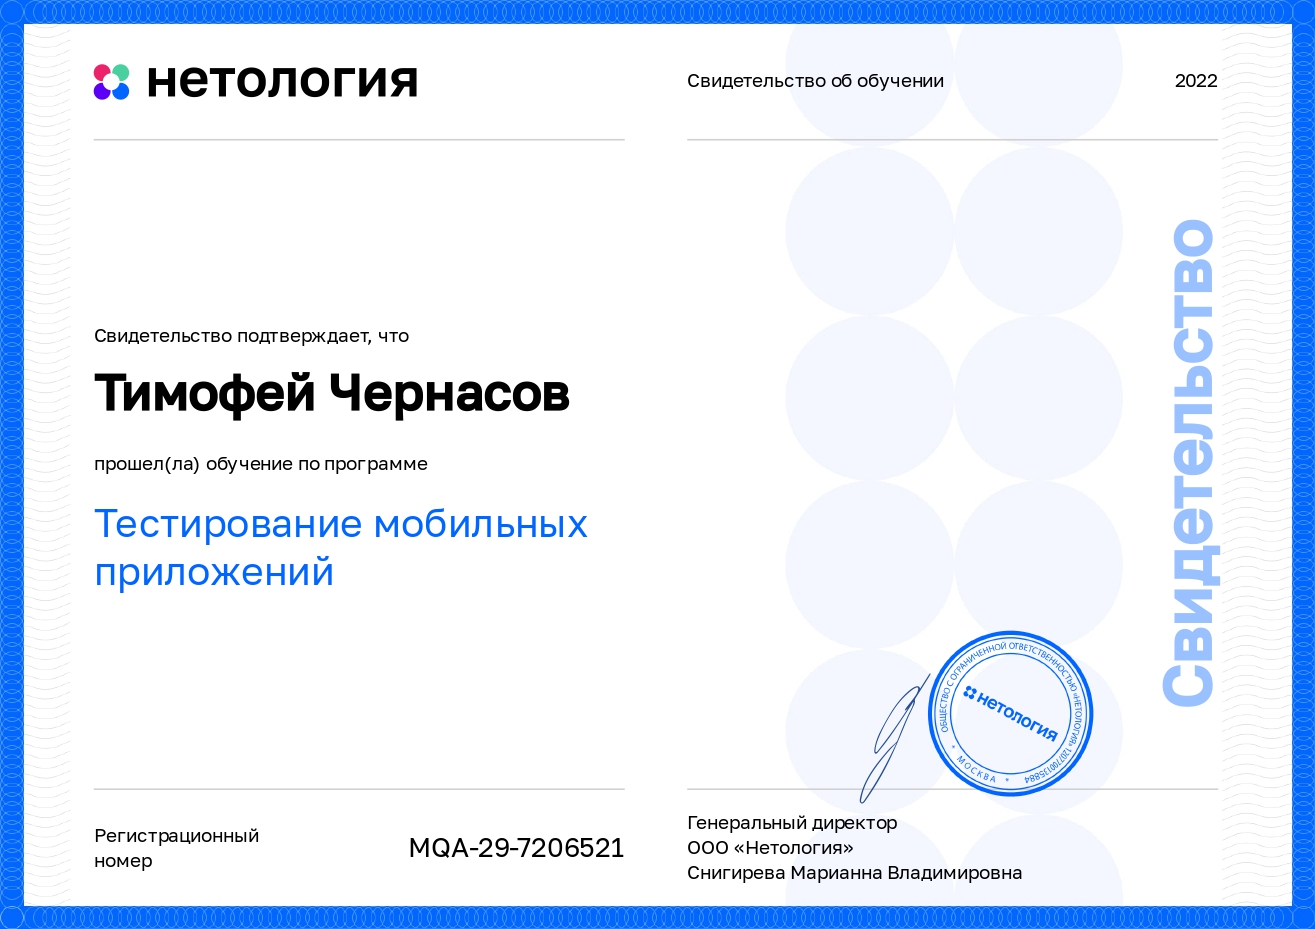 нетология
Свидетельство об обучении
2022
Свидетельство подтверждает, что
Тимофей Чернасов
прошел(ла) обучение по программе
Тестирование мобильных
приложений
Свидетельство
ОБЩЕСТВО С ОГРАНИЧЕННОЙ ОТВЕТСТВЕННОСТЬЮ «НЕТОЛОГИЯ» 1207700135884
* МОСКВА *
нетология
Регистрационный
номер
MQA-29-7206521
Генеральный директор
ООО «Нетология»
Снигирева Марианна Владимировна